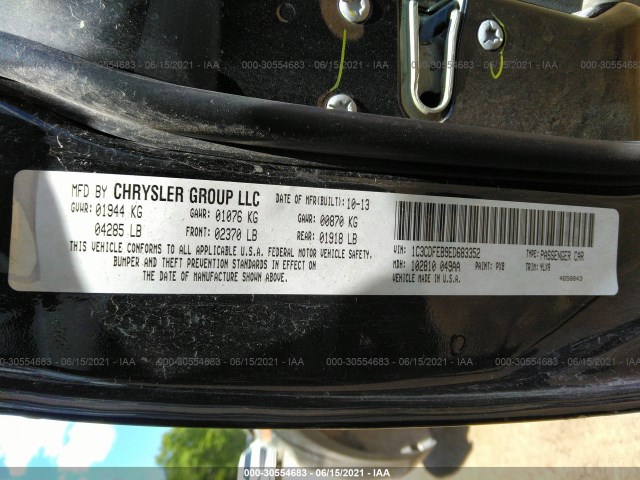 000-30554683 - 06/15/2021 - IAA
MFD BY CHRYSLER GROUP LLC DATE OF MFR(BUILT): 10-13
GVWR: 01944 KG GAWR: 01076 KG GAWR: 00870 KG
04285 LB FRONT: 02370 LB REAR: 01918 LB
THIS VEHICLE CONFORMS TO ALL APPLICABLE U.S.A. FEDERAL MOTOR VEHICLE SAFETY,
BUMPER AND THEFT PREVENTION STANDARDS IN EFFECT ON
THE DATE OF MANUFACTURE SHOWN ABOVE.
VIN: 1C3CDFEB9ED683352 TYPE: PASSENGER CAR
MDH: 102810 049AA PAINT: PX8 TRIM: MLX9
VEHICLE MADE IN U.S.A. 4658043
000-30554683 - 06/15/2021 - IAA